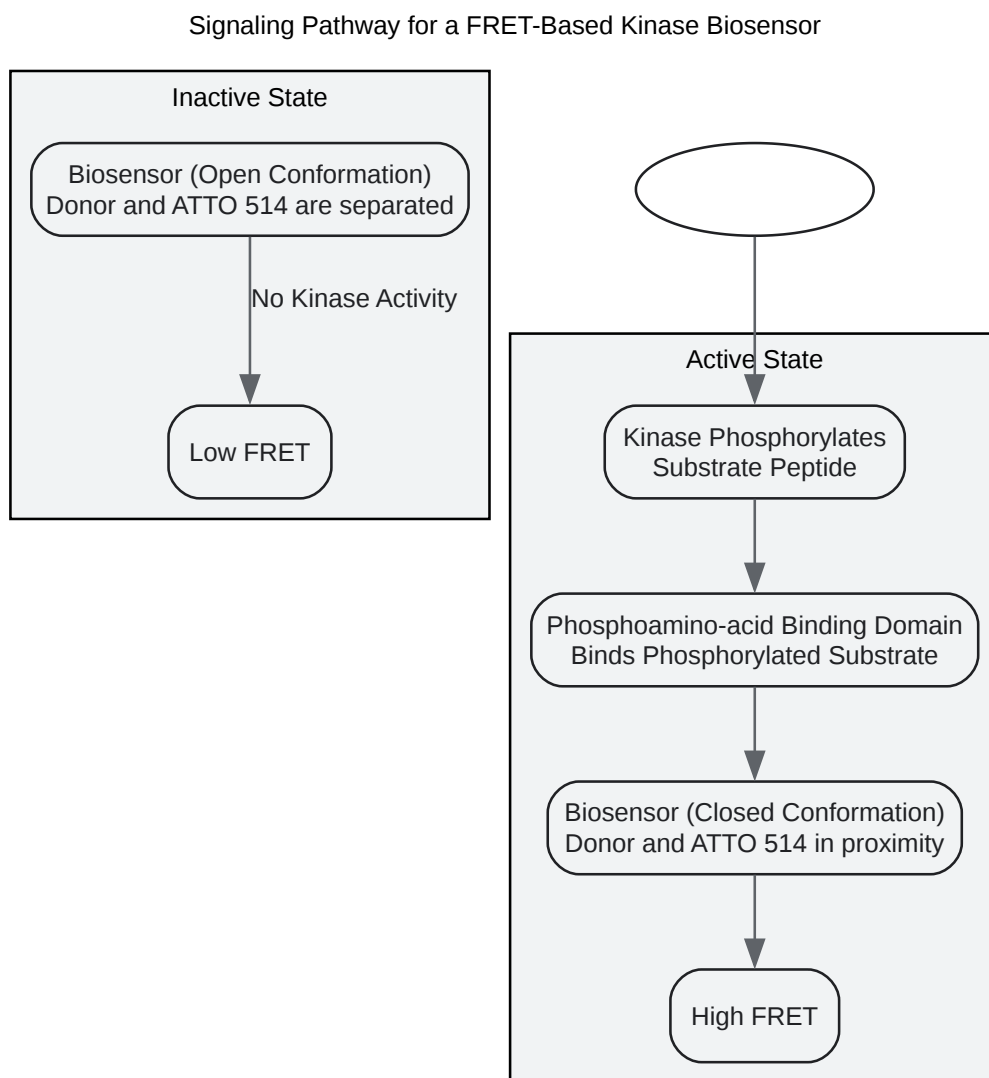 Signaling Pathway for a FRET-Based Kinase Biosensor
Inactive State
Biosensor (Open Conformation)
Donor and ATTO 514 are separated
No Kinase Activity
Low FRET
Active State
Kinase Phosphorylates
Substrate Peptide
Phosphoamino-acid Binding Domain
Binds Phosphorylated Substrate
Biosensor (Closed Conformation)
Donor and ATTO 514 in proximity
High FRET